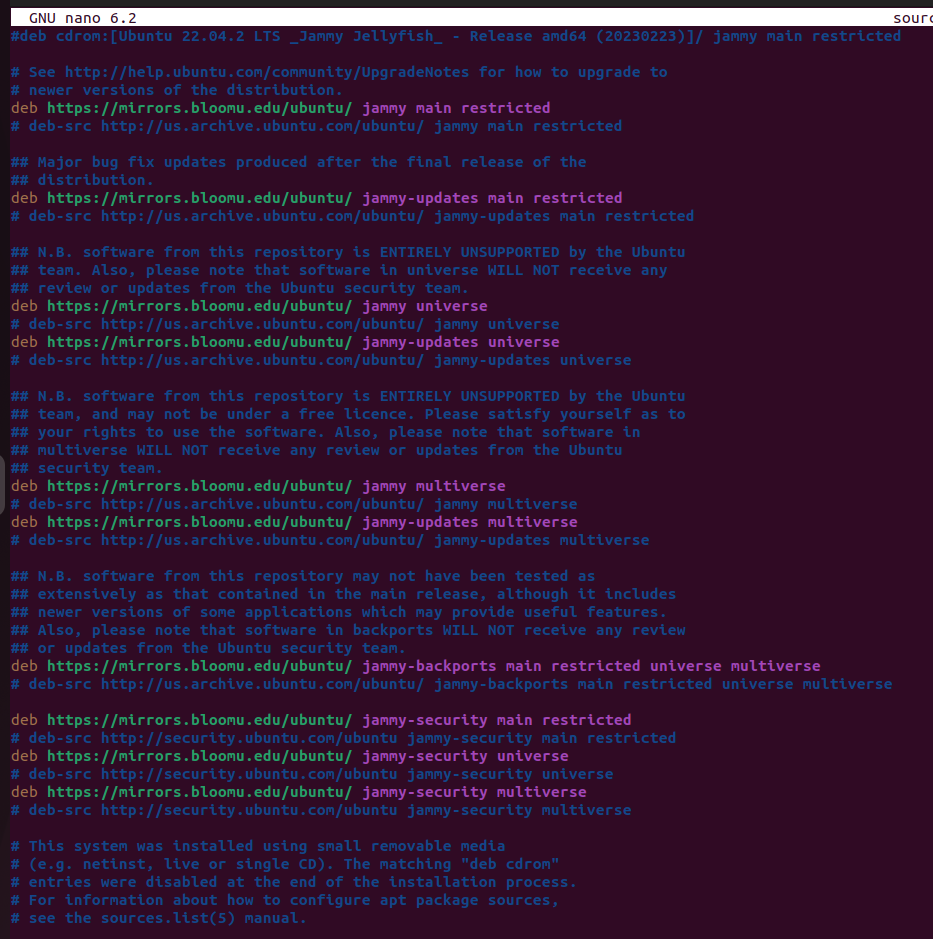 GNU nano 6.2 sourc
#deb cdrom:[Ubuntu 22.04.2 LTS _Jammy Jellyfish_ - Release amd64 (20230223)]/ jammy main restricted
# See http://help.ubuntu.com/community/UpgradeNotes for how to upgrade to
# newer versions of the distribution.
deb https://mirrors.bloomu.edu/ubuntu/ jammy main restricted
# deb-src http://us.archive.ubuntu.com/ubuntu/ jammy main restricted
## Major bug fix updates produced after the final release of the
## distribution.
deb https://mirrors.bloomu.edu/ubuntu/ jammy-updates main restricted
# deb-src http://us.archive.ubuntu.com/ubuntu/ jammy-updates main restricted
## N.B. software from this repository is ENTIRELY UNSUPPORTED by the Ubuntu
## team. Also, please note that software in universe WILL NOT receive any
## review or updates from the Ubuntu security team.
deb https://mirrors.bloomu.edu/ubuntu/ jammy universe
# deb-src http://us.archive.ubuntu.com/ubuntu/ jammy universe
deb https://mirrors.bloomu.edu/ubuntu/ jammy-updates universe
# deb-src http://us.archive.ubuntu.com/ubuntu/ jammy-updates universe
## N.B. software from this repository is ENTIRELY UNSUPPORTED by the Ubuntu
## team, and may not be under a free licence. Please satisfy yourself as to
## your rights to use the software. Also, please note that software in
## multiverse WILL NOT receive any review or updates from the Ubuntu
## security team.
deb https://mirrors.bloomu.edu/ubuntu/ jammy multiverse
# deb-src http://us.archive.ubuntu.com/ubuntu/ jammy multiverse
deb https://mirrors.bloomu.edu/ubuntu/ jammy-updates multiverse
# deb-src http://us.archive.ubuntu.com/ubuntu/ jammy-updates multiverse
## N.B. software from this repository may not have been tested as
## extensively as that contained in the main release, although it includes
## newer versions of some applications which may provide useful features.
## Also, please note that software in backports WILL NOT receive any review
## or updates from the Ubuntu security team.
deb https://mirrors.bloomu.edu/ubuntu/ jammy-backports main restricted universe multiverse
# deb-src http://us.archive.ubuntu.com/ubuntu/ jammy-backports main restricted universe multiverse
deb https://mirrors.bloomu.edu/ubuntu/ jammy-security main restricted
# deb-src http://security.ubuntu.com/ubuntu jammy-security main restricted
deb https://mirrors.bloomu.edu/ubuntu/ jammy-security universe
# deb-src http://security.ubuntu.com/ubuntu jammy-security universe
deb https://mirrors.bloomu.edu/ubuntu/ jammy-security multiverse
# deb-src http://security.ubuntu.com/ubuntu jammy-security multiverse
# This system was installed using small removable media
# (e.g. netinst, live or single CD). The matching "deb cdrom"
# entries were disabled at the end of the installation process.
# For information about how to configure apt package sources,
# see the sources.list(5) manual.